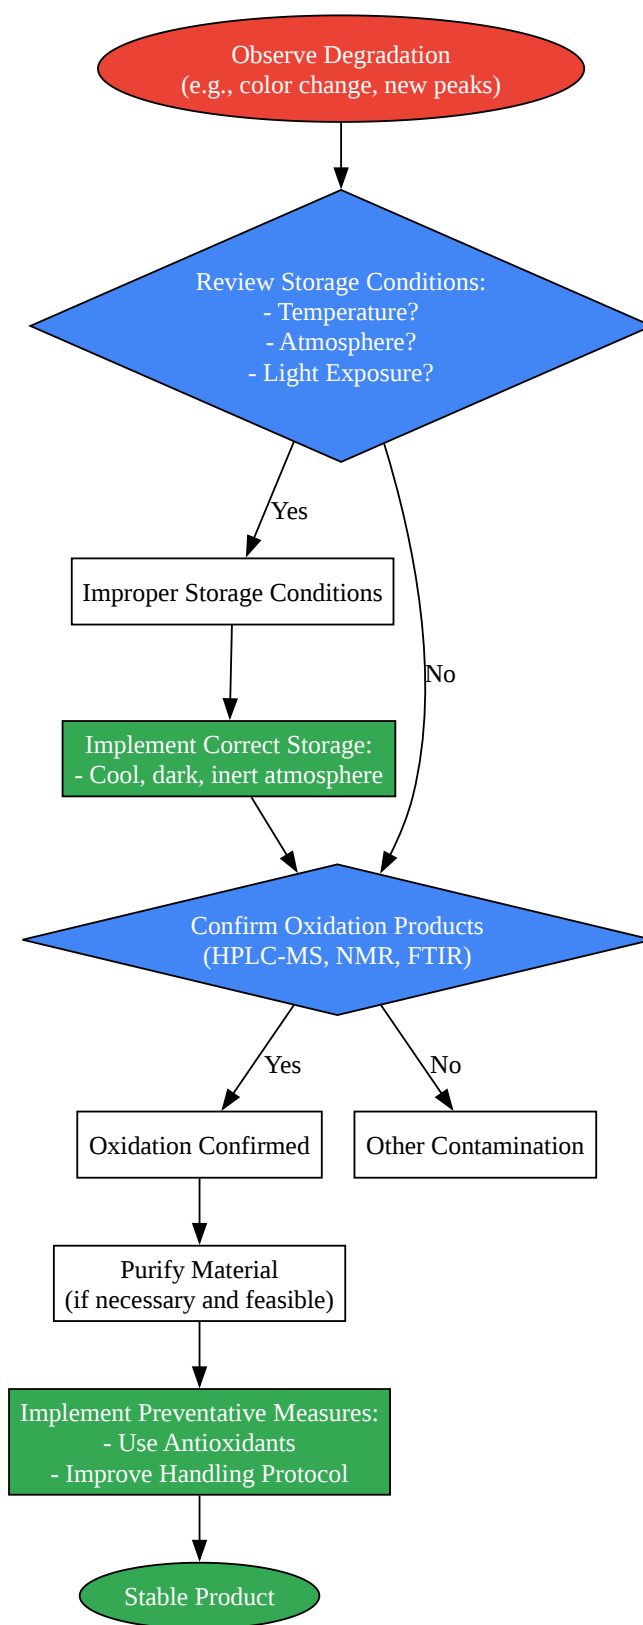 Observe Degradation
(e.g., color change, new peaks)
Review Storage Conditions:
- Temperature?
- Atmosphere?
- Light Exposure?
Yes
Improper Storage Conditions
No
Implement Correct Storage:
- Cool, dark, inert atmosphere
Confirm Oxidation Products
(HPLC-MS, NMR, FTIR)
Yes
No
Oxidation Confirmed
Other Contamination
Purify Material
(if necessary and feasible)
Implement Preventative Measures:
- Use Antioxidants
- Improve Handling Protocol
Stable Product